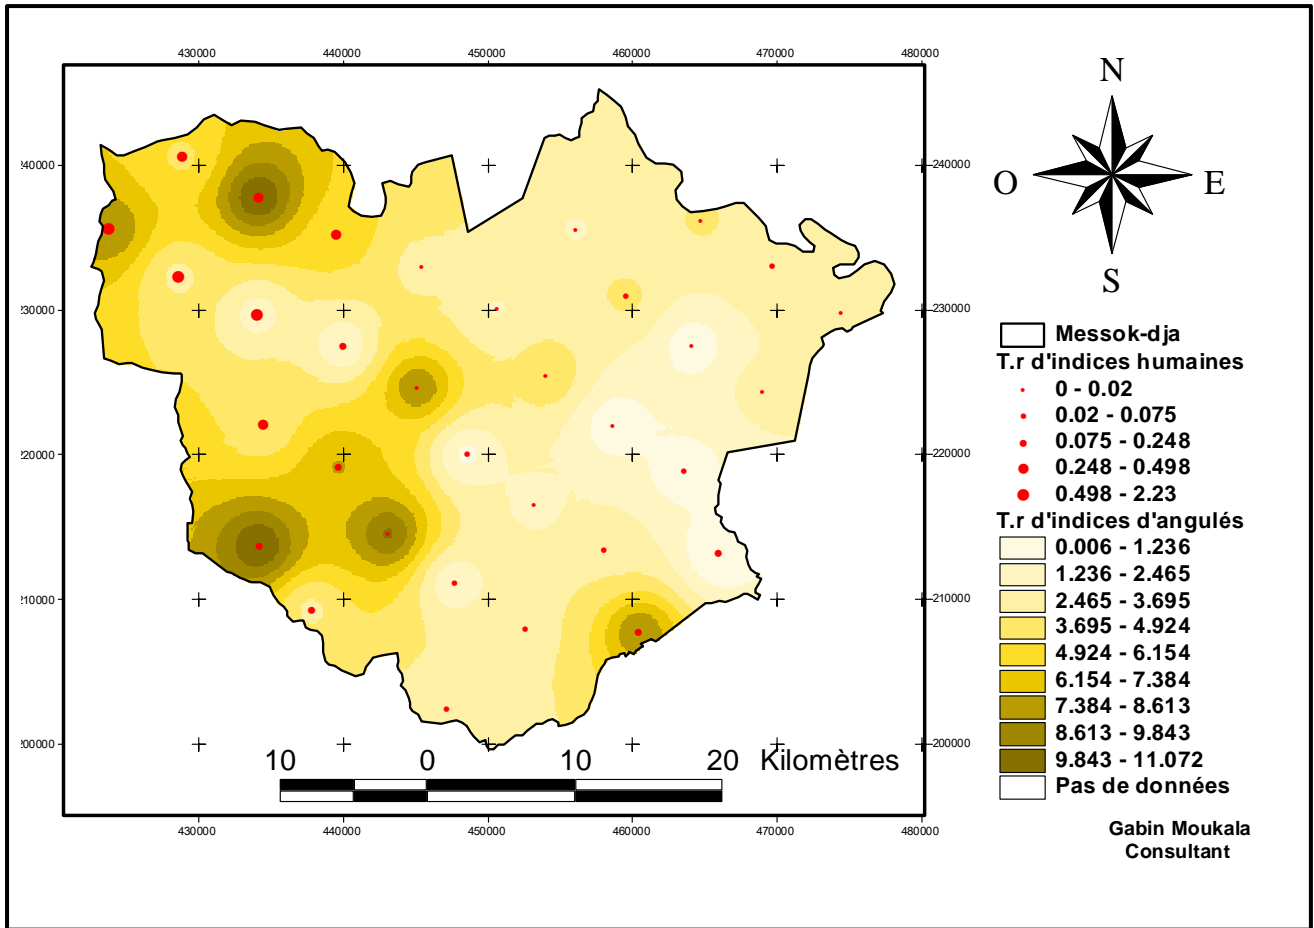 430000 440000 450000 460000 470000 480000
240000 240000
230000 230000
220000 220000
210000 210000
200000 200000
10 0 10 20 Kilomètres
430000 440000 450000 460000 470000 480000
N
O E
S
Messok-dja
T.r d'indices humaines
0 - 0.02
0.02 - 0.075
0.075 - 0.248
0.248 - 0.498
0.498 - 2.23
T.r d'indices d'angulés
0.006 - 1.236
1.236 - 2.465
2.465 - 3.695
3.695 - 4.924
4.924 - 6.154
6.154 - 7.384
7.384 - 8.613
8.613 - 9.843
9.843 - 11.072
Pas de données
Gabin Moukala
Consultant